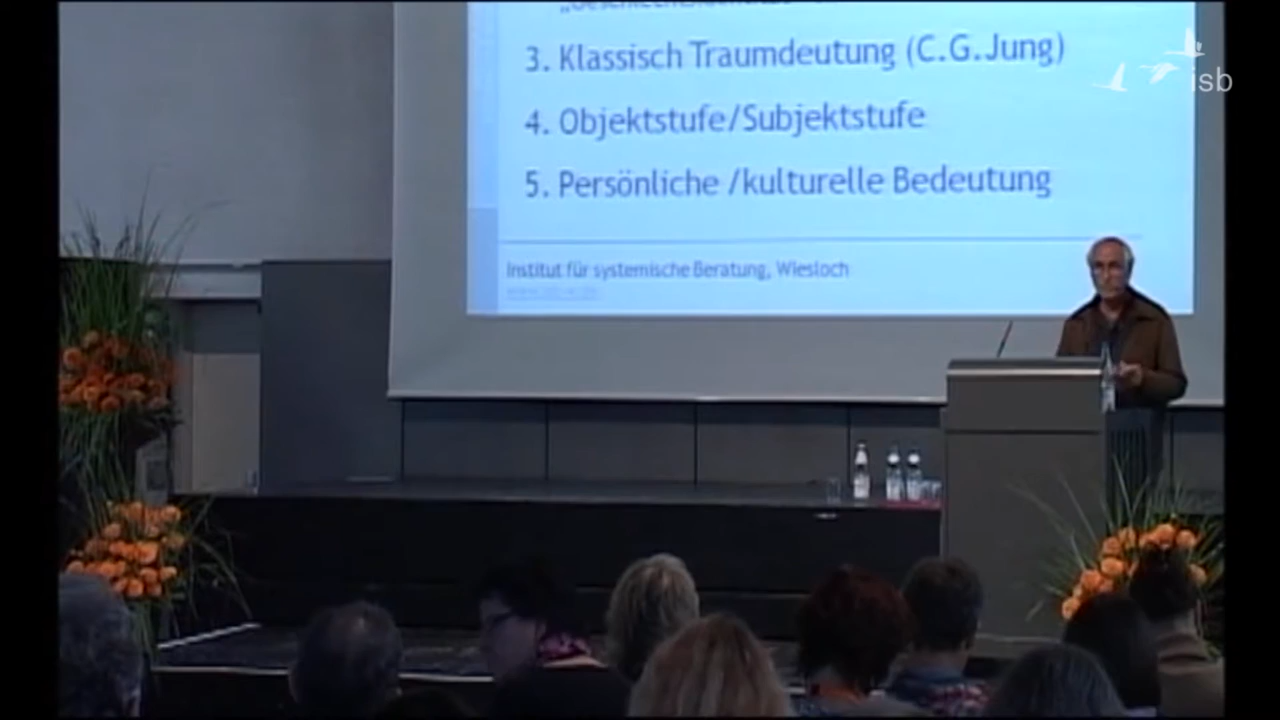 3. Klassisch Traumdeutung (C.G.Jung)
4. Objektstufe/Subjektstufe
5. Persönliche /kulturelle Bedeutung
Institut für systemische Beratung, Wiesloch
isb